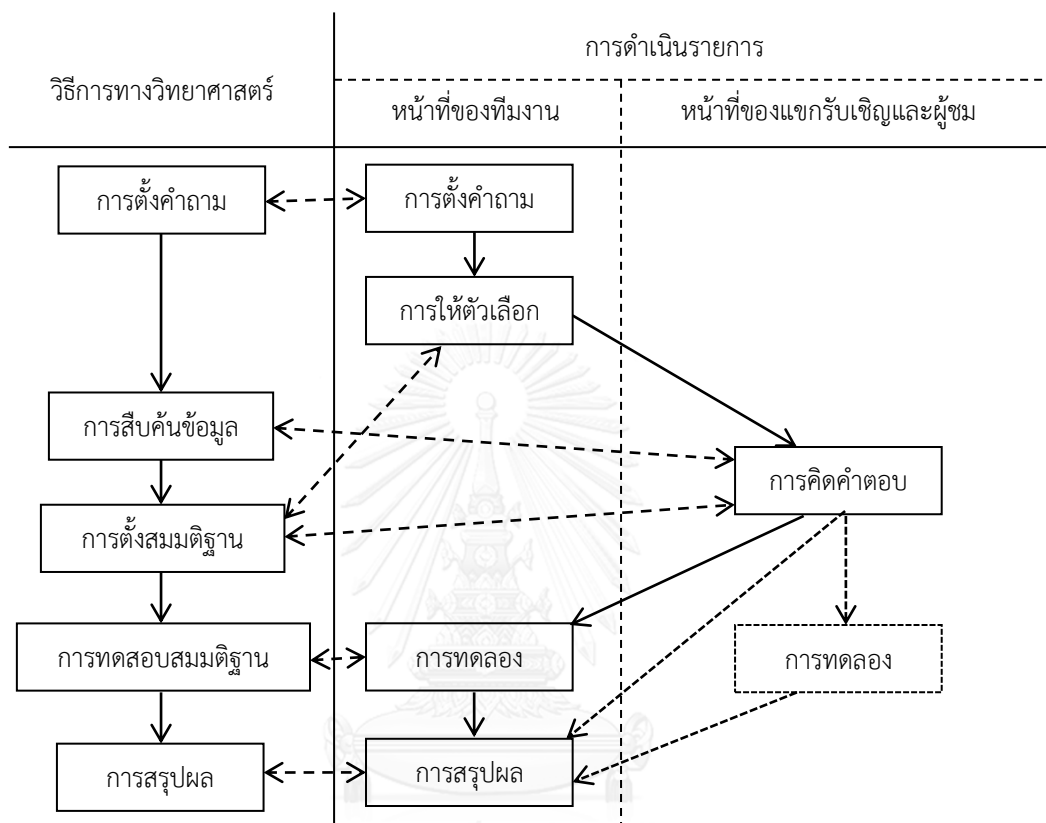 การดำเนินรายการ
วิธีการทางวิทยาศาสตร์
หน้าที่ของทีมงาน
หน้าที่ของแขกรับเชิญและผู้ชม
การตั้งคำถาม
การตั้งคำถาม
การให้ตัวเลือก
การสืบค้นข้อมูล
การคิดคำตอบ
การตั้งสมมติฐาน
การทดสอบสมมติฐาน
การทดลอง
การทดลอง
การสรุปผล
การสรุปผล